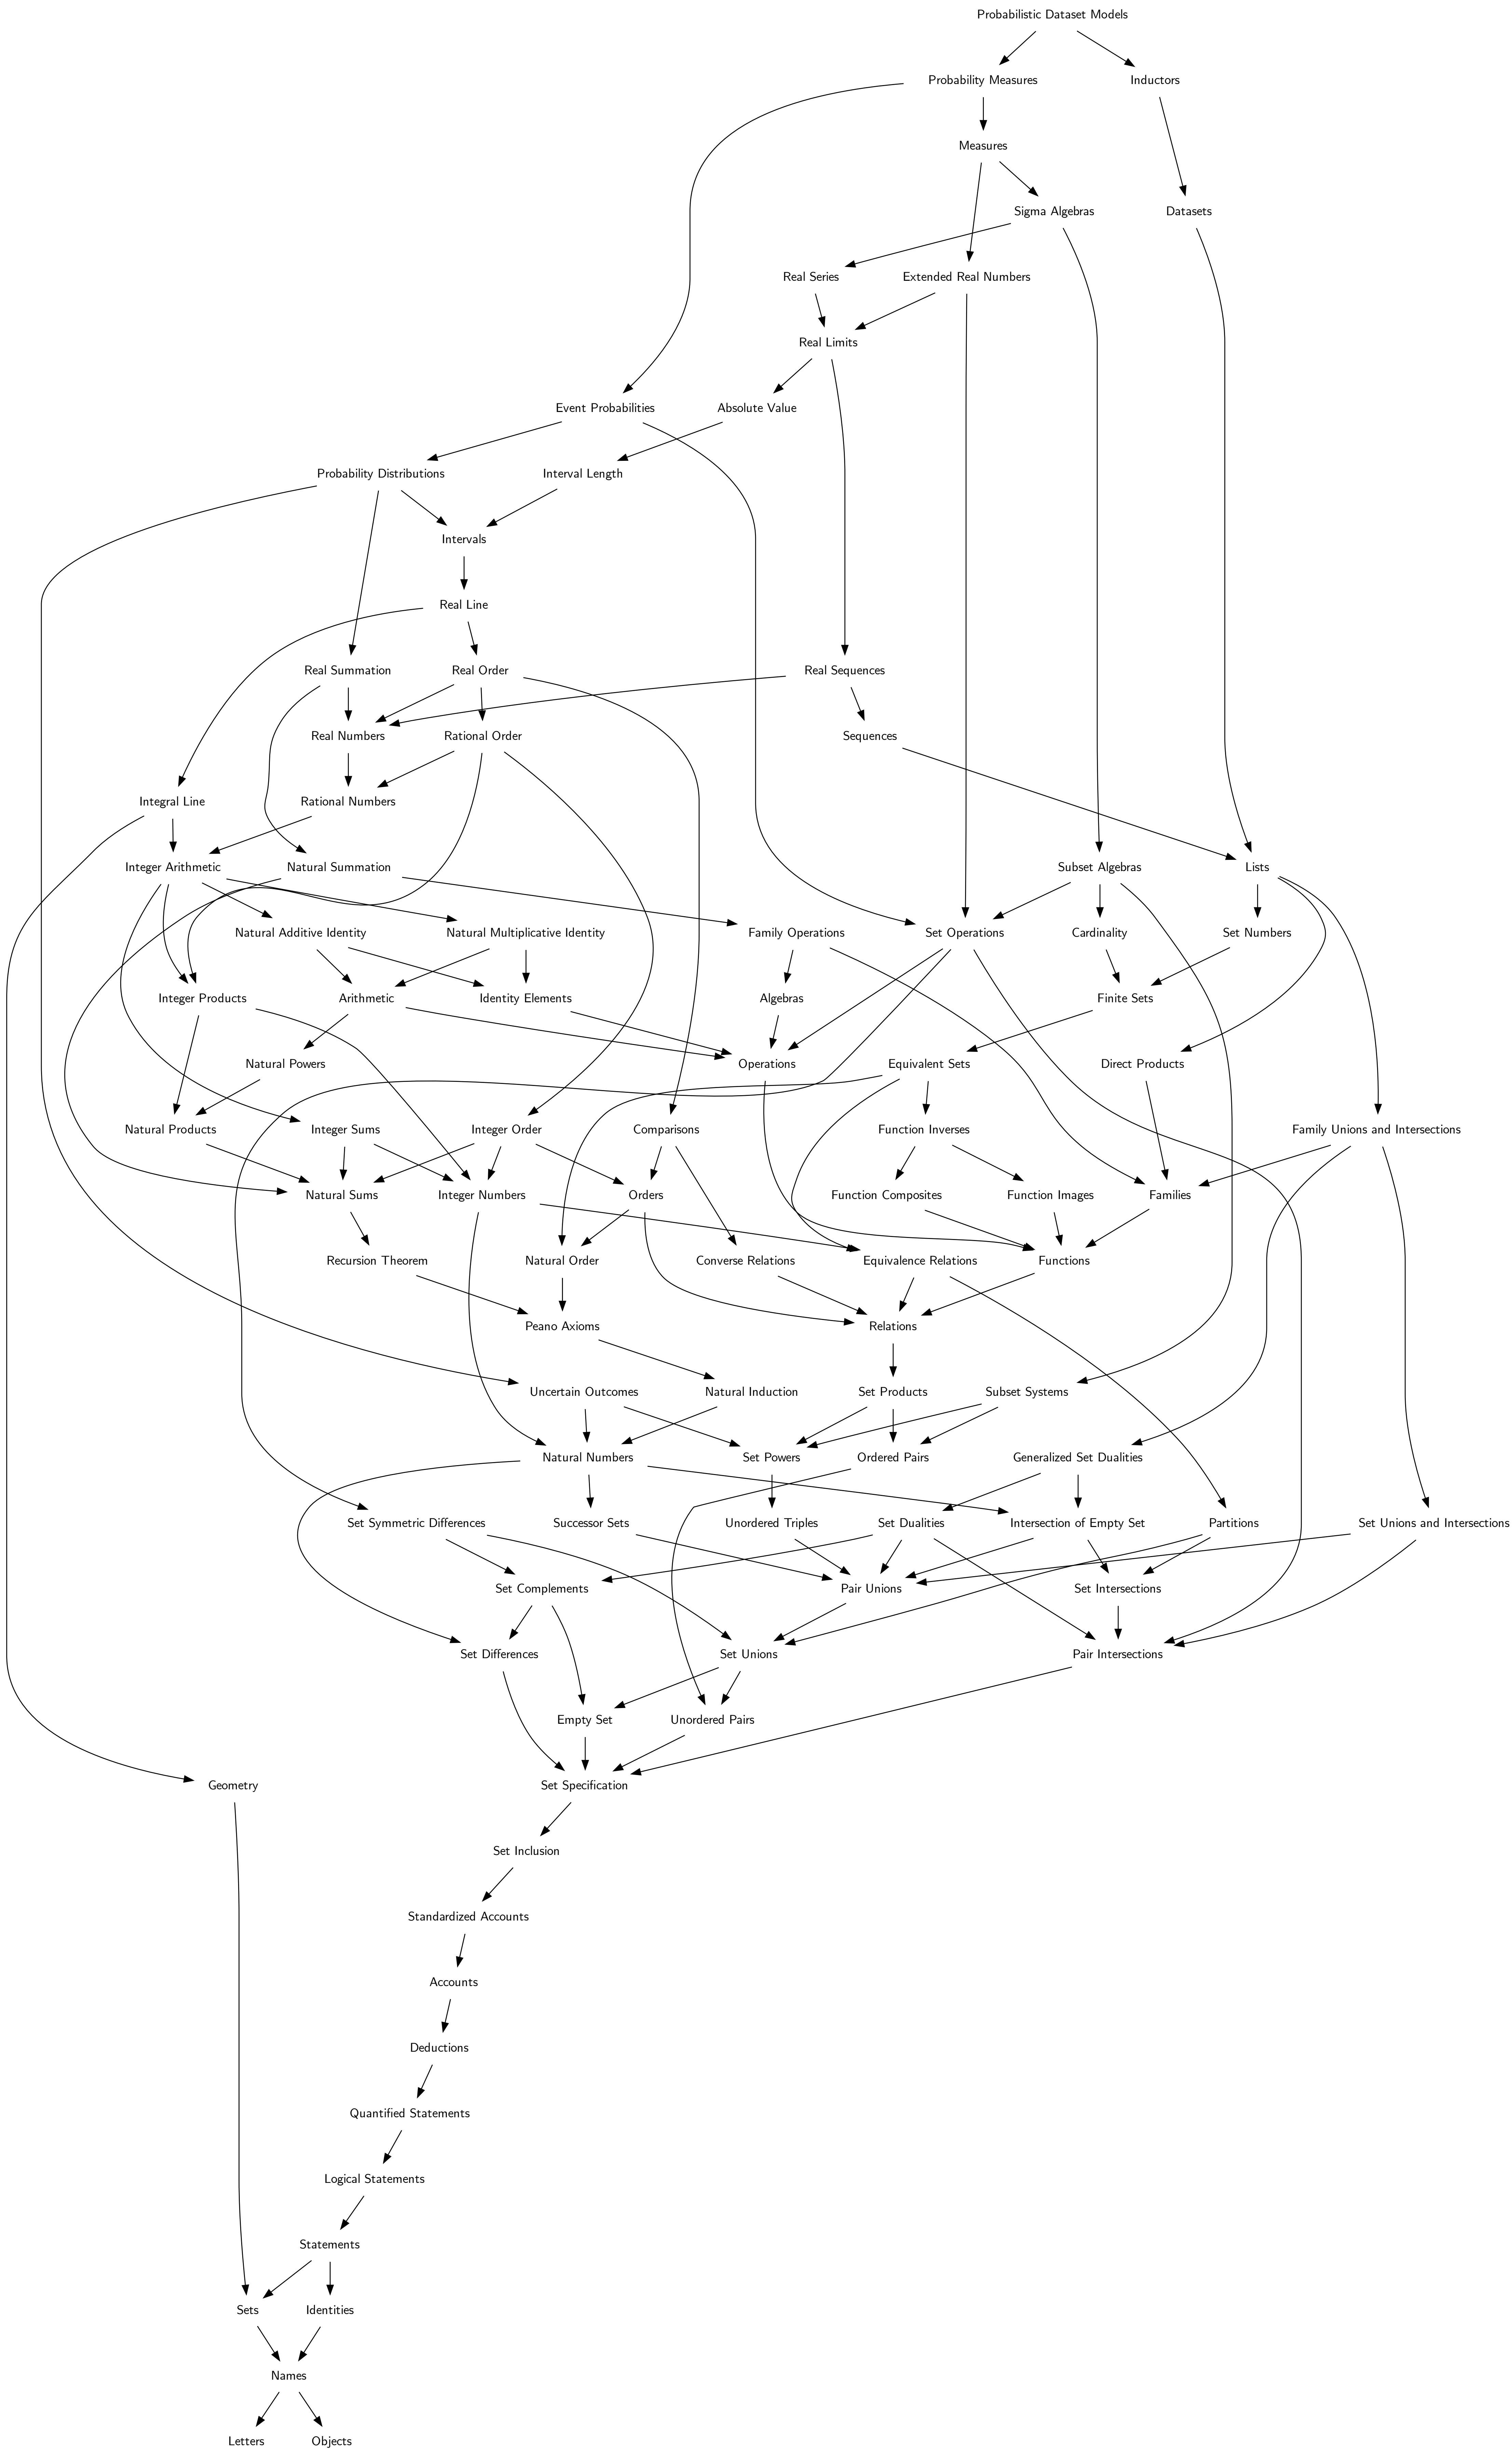 Probabilistic Dataset Models
Probability Measures
Inductors
Measures
Sigma Algebras
Datasets
Real Series
Extended Real Numbers
Real Limits
Event Probabilities
Absolute Value
Probability Distributions
Interval Length
Intervals
Real Line
Real Summation
Real Order
Real Sequences
Real Numbers
Rational Order
Sequences
Integral Line
Rational Numbers
Integer Arithmetic
Natural Summation
Subset Algebras
Lists
Natural Additive Identity
Natural Multiplicative Identity
Family Operations
Set Operations
Cardinality
Set Numbers
Integer Products
Arithmetic
Identity Elements
Algebras
Finite Sets
Natural Powers
Operations
Equivalent Sets
Direct Products
Natural Products
Integer Sums
Integer Order
Comparisons
Function Inverses
Family Unions and Intersections
Natural Sums
Integer Numbers
Orders
Function Composites
Function Images
Families
Recursion Theorem
Natural Order
Converse Relations
Equivalence Relations
Functions
Peano Axioms
Relations
Uncertain Outcomes
Natural Induction
Set Products
Subset Systems
Natural Numbers
Set Powers
Ordered Pairs
Generalized Set Dualities
Set Symmetric Differences
Successor Sets
Unordered Triples
Set Dualities
Intersection of Empty Set
Partitions
Set Unions and Intersections
Set Complements
Pair Unions
Set Intersections
Set Differences
Set Unions
Pair Intersections
Empty Set
Unordered Pairs
Geometry
Set Specification
Set Inclusion
Standardized Accounts
Accounts
Deductions
Quantified Statements
Logical Statements
Statements
Sets
Identities
Names
Letters
Objects